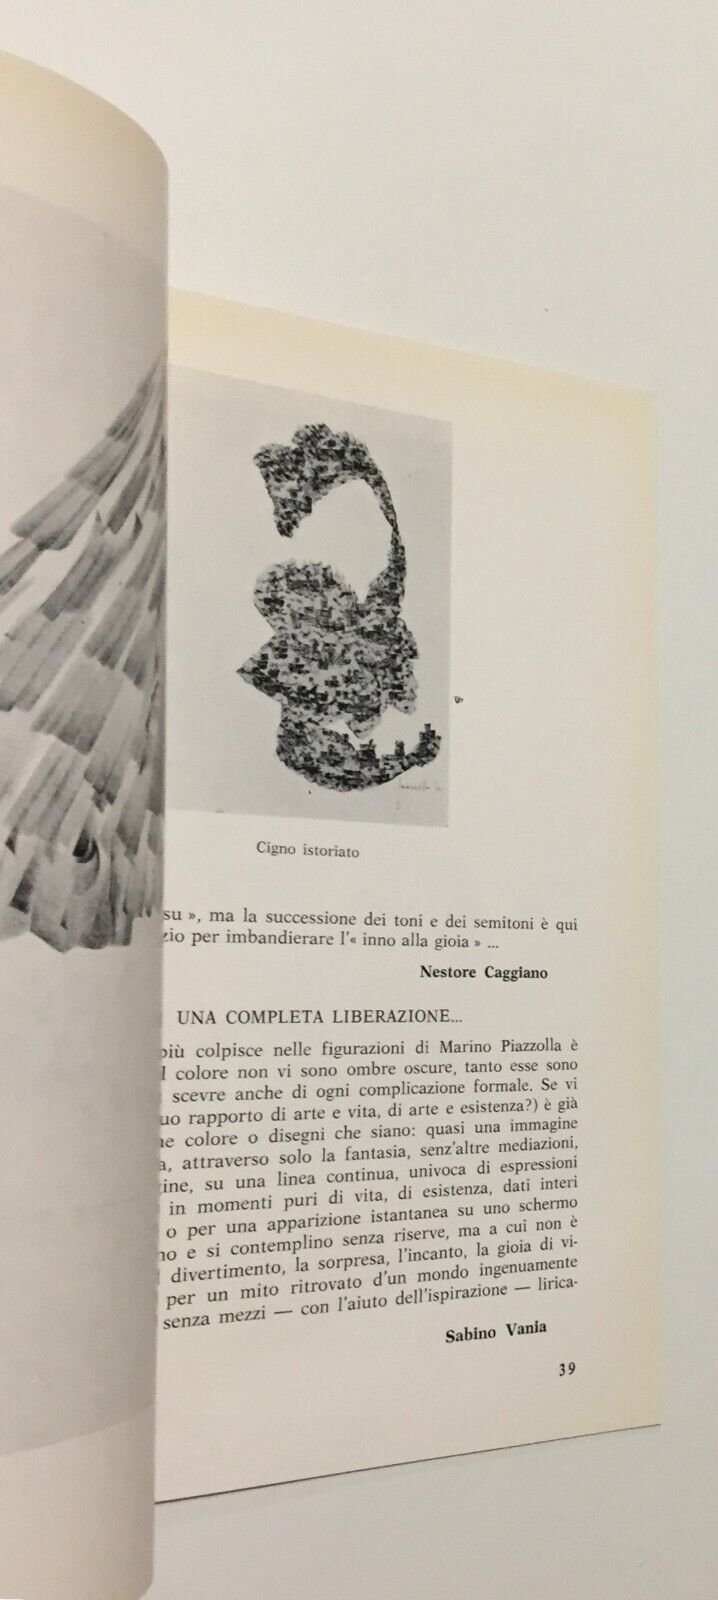 Cigno istoriato
su », ma la successione dei toni e dei semitoni è qui
zio per imbandierare l'« inno alla gioia » ...
Nestore Caggiano
UNA COMPLETA LIBERAZIONE...
più colpisce nelle figurazioni di Marino Piazzolla è
l colore non vi sono ombre oscure, tanto esse sono
scevre anche di ogni complicazione formale. Se vi
uo rapporto di arte e vita, di arte e esistenza?) è già
ne colore o disegni che siano: quasi una immagine
a, attraverso solo la fantasia, senz'altre mediazioni,
gine, su una linea continua, univoca di espressioni
in momenti puri di vita, di esistenza, dati interi
o per una apparizione istantanea su uno schermo
no e si contemplino senza riserve, ma a cui non è
l divertimento, la sorpresa, l'incanto, la gioia di vi-
per un mito ritrovato d'un mondo ingenuamente
senza mezzi — con l'aiuto dell'ispirazione — lirica-
Sabino Vania
39